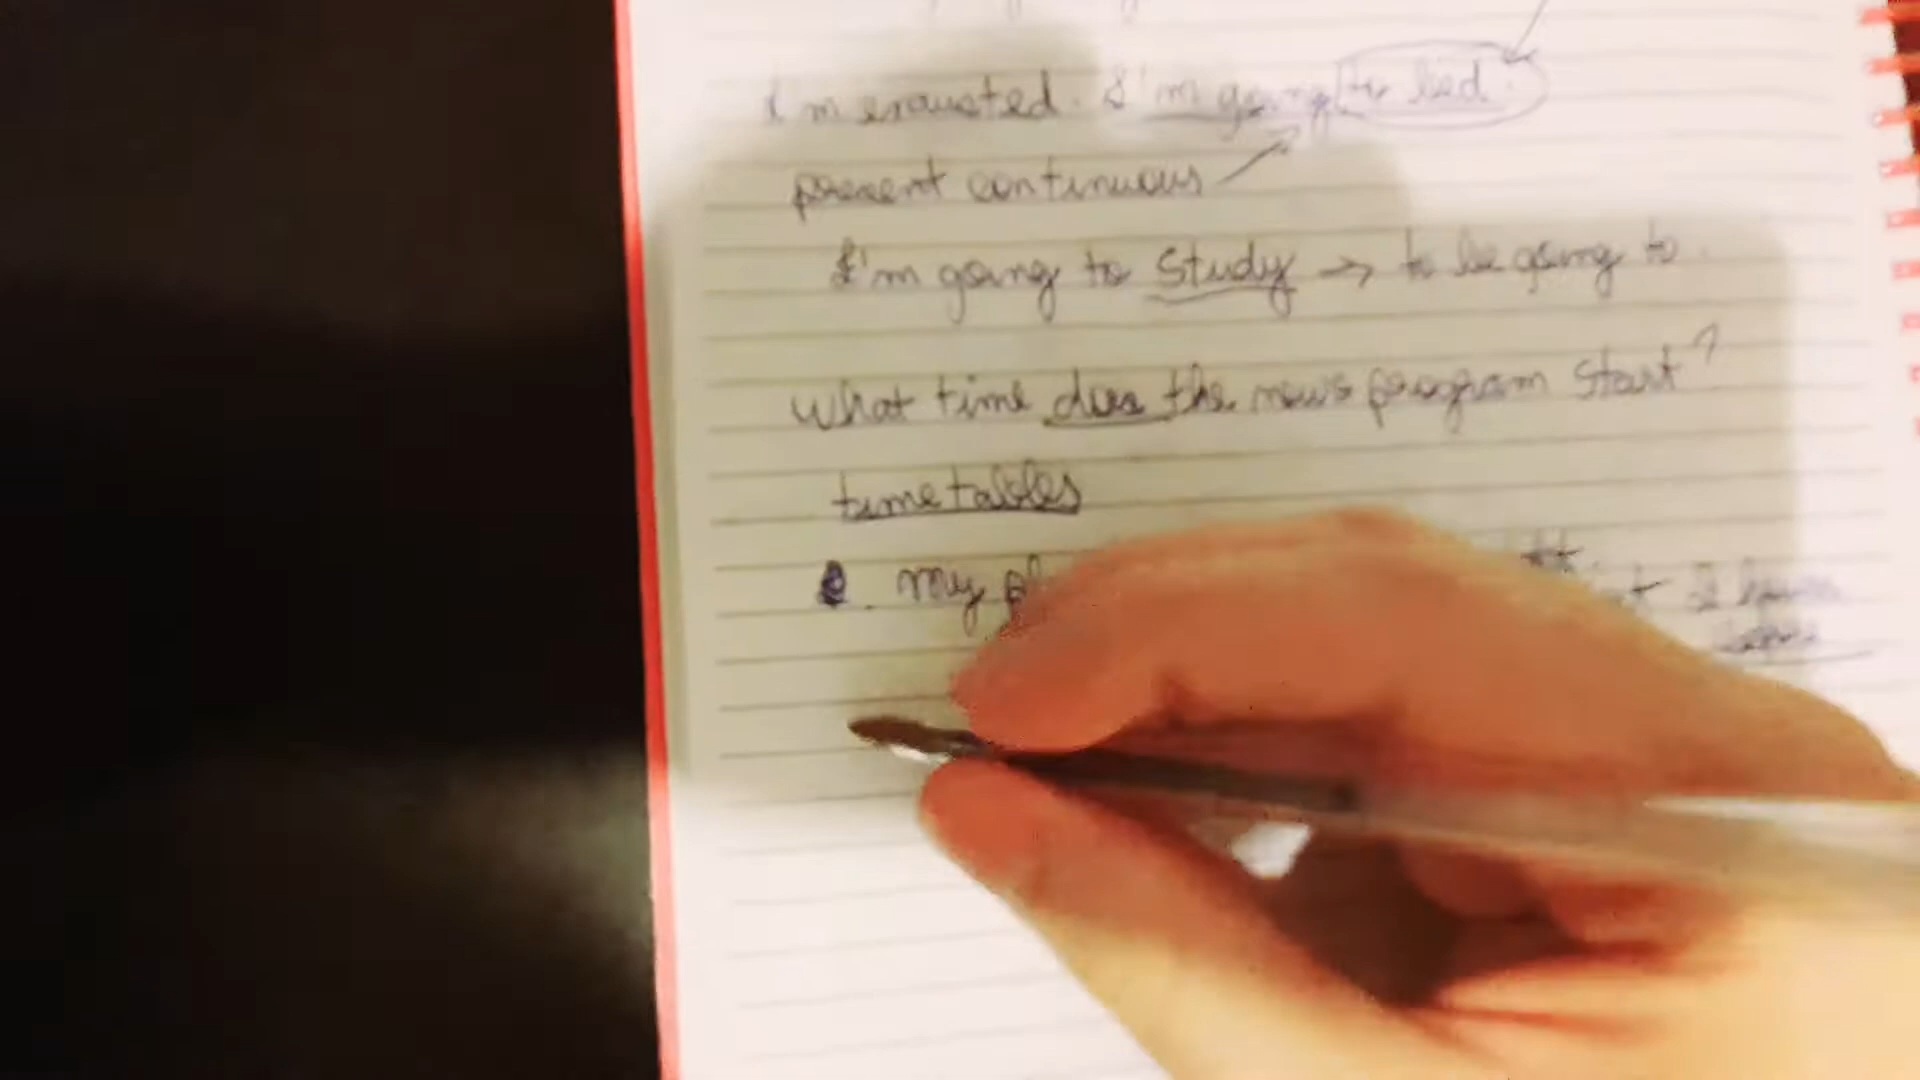 I'm exausted. I'm going to bed.
present continuous
I'm going to study → to be going to
What time does the news program start?
timetables
. my